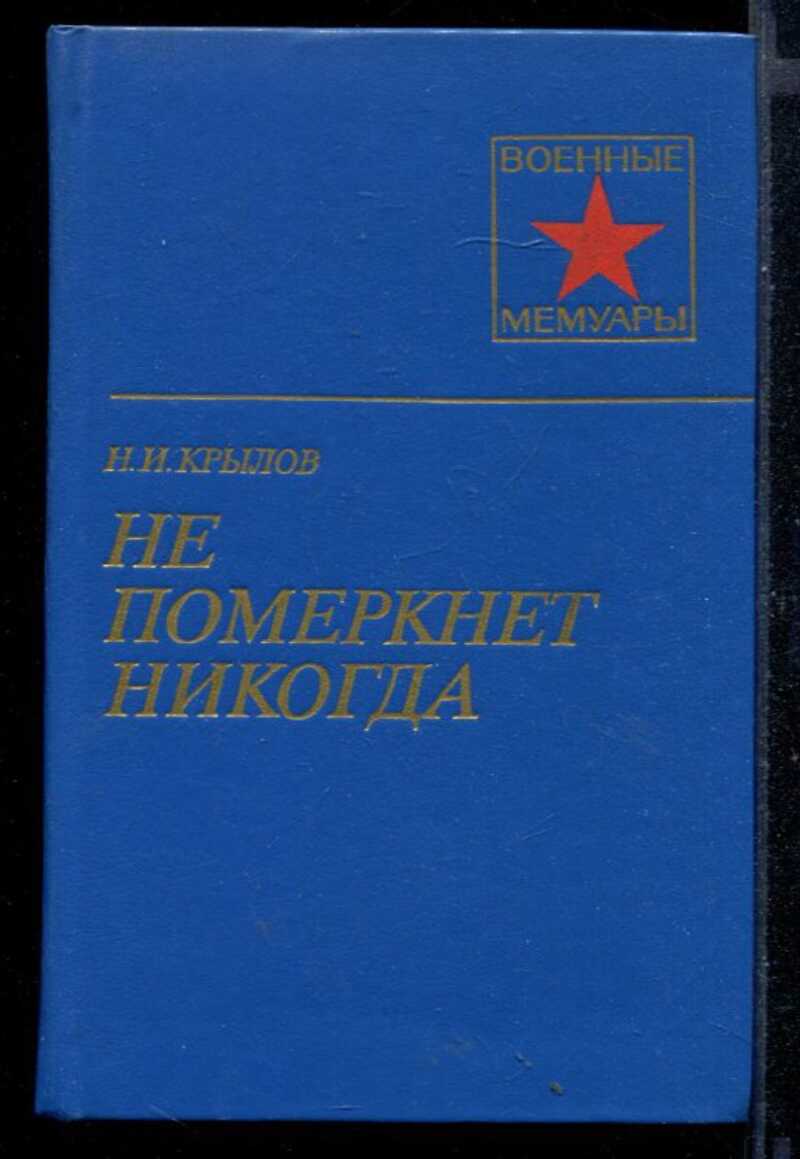 ВОЕННЫЕ
МЕМУАРЫ
Н.И.КРЫЛОВ
НЕ
ПОМЕРКНЕТ
НИКОГДА